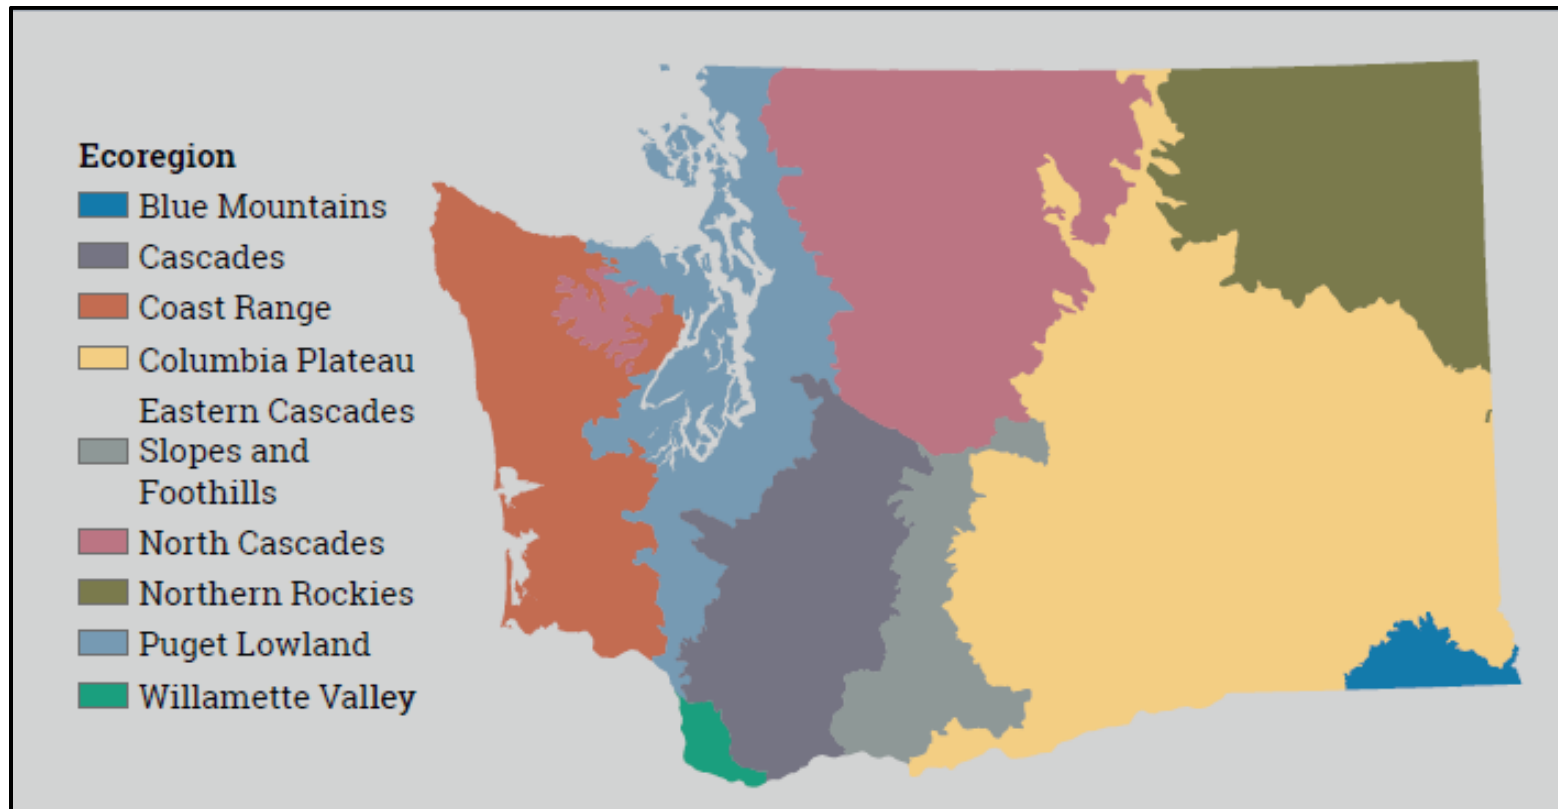 Ecoregion
Blue Mountains
Cascades
Coast Range
Columbia Plateau
Eastern Cascades
Slopes and
Foothills
North Cascades
Northern Rockies
Puget Lowland
Willamette Valley